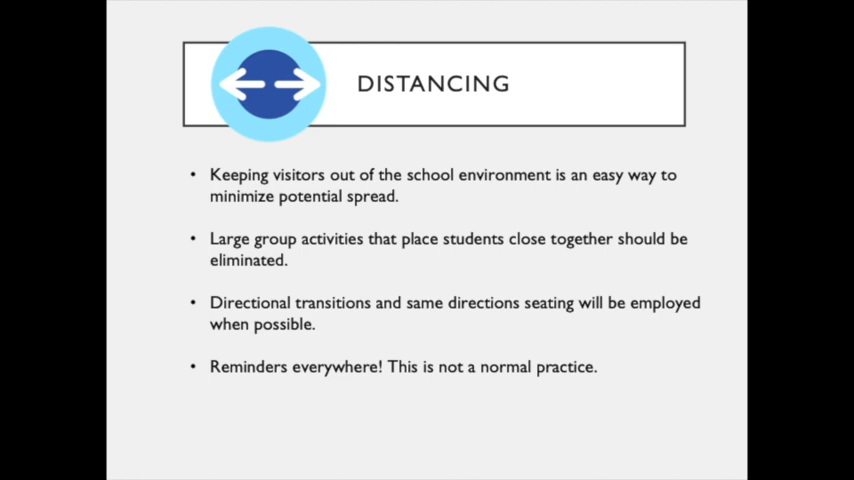 DISTANCING
• Keeping visitors out of the school environment is an easy way to
minimize potential spread.
• Large group activities that place students close together should be
eliminated.
• Directional transitions and same directions seating will be employed
when possible.
• Reminders everywhere! This is not a normal practice.